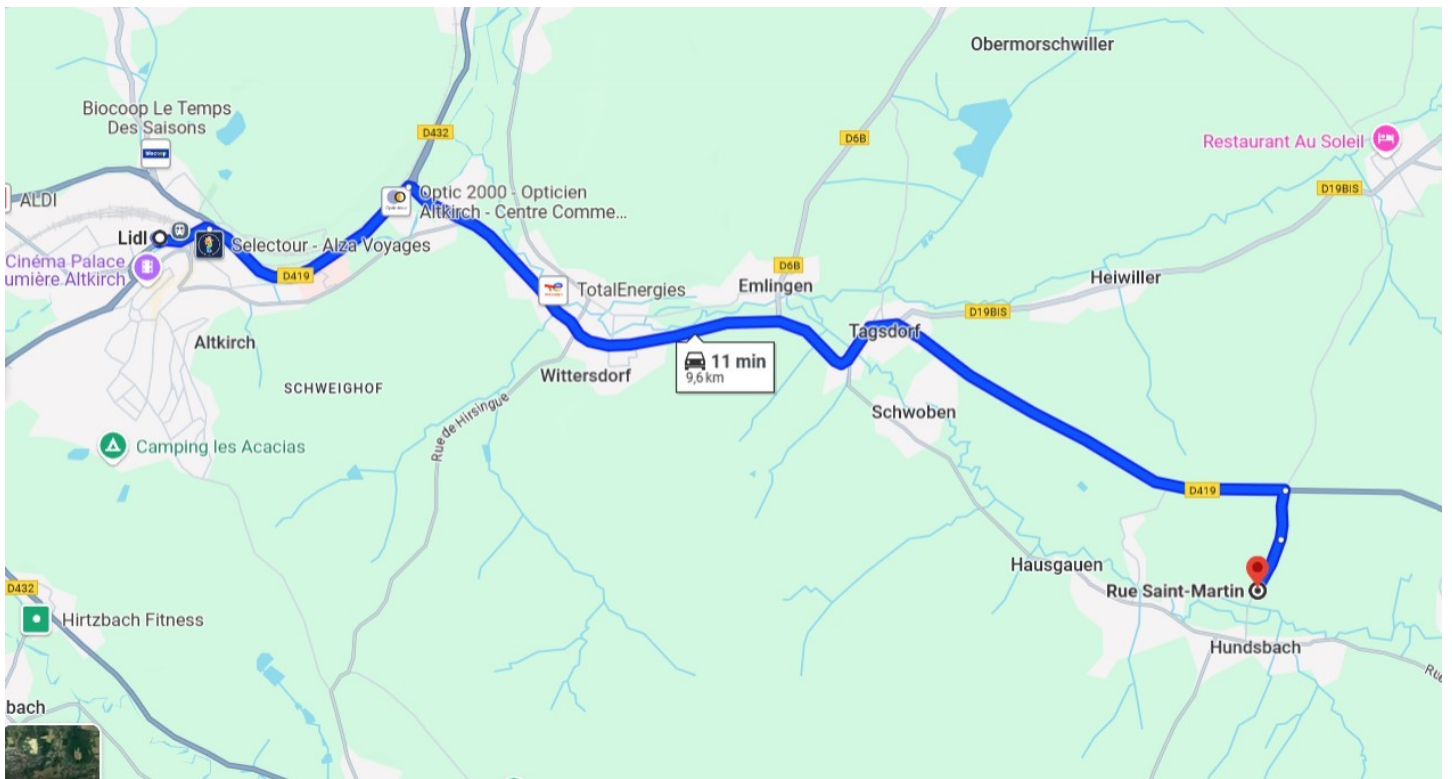 Obermorschwiller
Biocoop Le Temps
Des Saisons
biocoop
D432
D6B
Restaurant Au Soleil
ALDI
Optic 2000 - Opticien
Altkirch - Centre Comme...
D19BIS
Lidl
Selectour - Alza Voyages
Cinéma Palace
umière Altkirch
D419
TotalEnergies
D6B
Emlingen
Heiwiller
D19BIS
Tagsdorf
Altkirch
11 min
9,6 km
Wittersdorf
SCHWEIGHOF
Schwoben
Rue de Hirsingue
Camping les Acacias
D419
Hausgauen
D432
Rue Saint-Martin
Hirtzbach Fitness
Hundsbach
Rue
bach